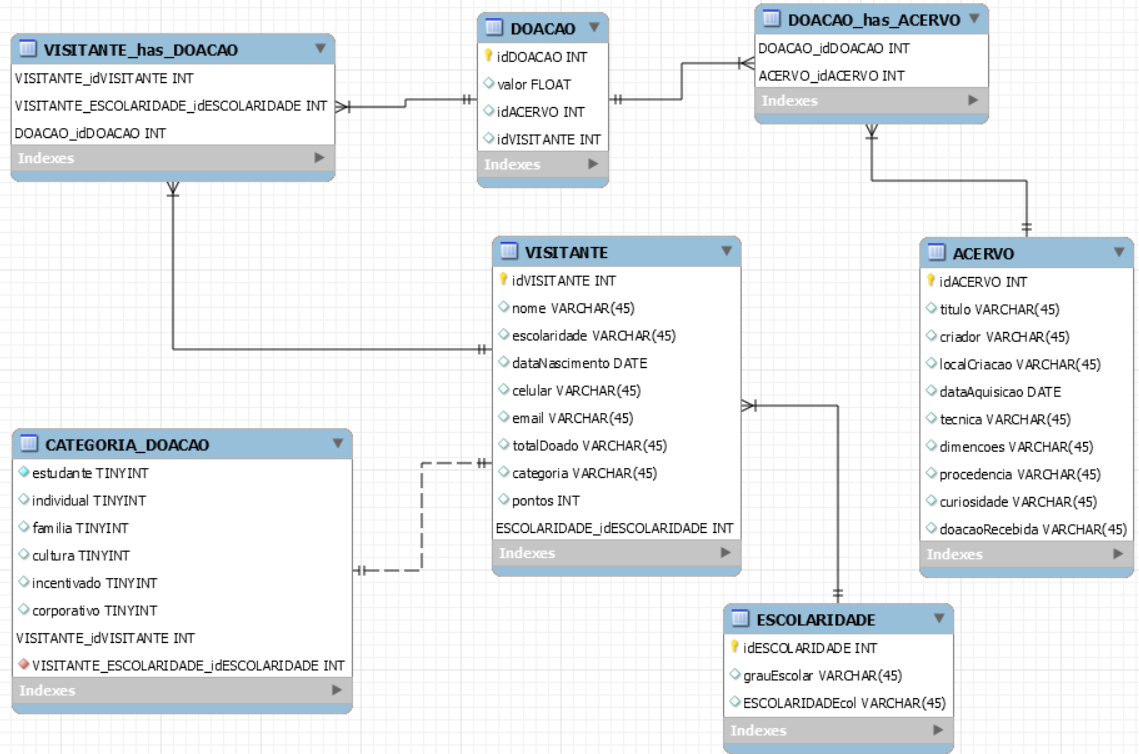 VISITANTE_has_DOACAO
VISITANTE_idVISITANTE INT
VISITANTE_ESCOLARIDADE_idESCOLARIDADE INT
DOACAO_idDOACAO INT
Indexes
DOACAO
idDOACAO INT
valor FLOAT
idACERVO INT
idVISITANTE INT
Indexes
DOACAO_has_ACERVO
DOACAO_idDOACAO INT
ACERVO_idACERVO INT
Indexes
VISITANTE
idVISITANTE INT
nome VARCHAR(45)
escolaridade VARCHAR(45)
dataNascimento DATE
celular VARCHAR(45)
email VARCHAR(45)
totalDoado VARCHAR(45)
categoria VARCHAR(45)
pontos INT
ESCOLARIDADE_idESCOLARIDADE INT
Indexes
ACERVO
idACERVO INT
titulo VARCHAR(45)
criador VARCHAR(45)
localCriacao VARCHAR(45)
dataAquisicao DATE
tecnica VARCHAR(45)
dimencoes VARCHAR(45)
procedencia VARCHAR(45)
curiosidade VARCHAR(45)
doacaoRecebida VARCHAR(45)
Indexes
CATEGORIA_DOACAO
estudante TINYINT
individual TINYINT
familia TINYINT
cultura TINYINT
incentivado TINYINT
corporativo TINYINT
VISITANTE_idVISITANTE INT
VISITANTE_ESCOLARIDADE_idESCOLARIDADE INT
Indexes
ESCOLARIDADE
idESCOLARIDADE INT
grauEscolar VARCHAR(45)
ESCOLARIDADEcol VARCHAR(45)
Indexes